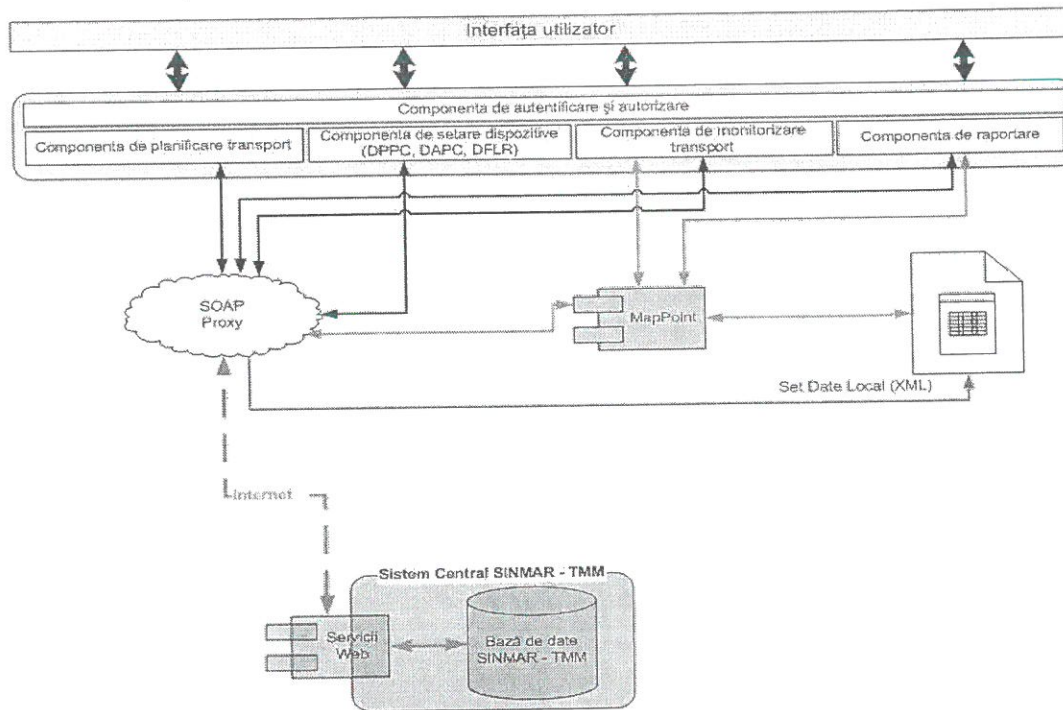 Interfața utilizator
Componenta de autentificare și autorizare
Componenta de planificare transport
Componenta de setare dispozitive
(DPPC, DAPC, DFLR)
Componenta de monitorizare
transport
Componenta de raportare
SOAP
Proxy
MapPoint
Set Date Local (XML)
Internet
Sistem Central SINMAR - TMM
Servicii
Web
Bază de date
SINMAR - TMM